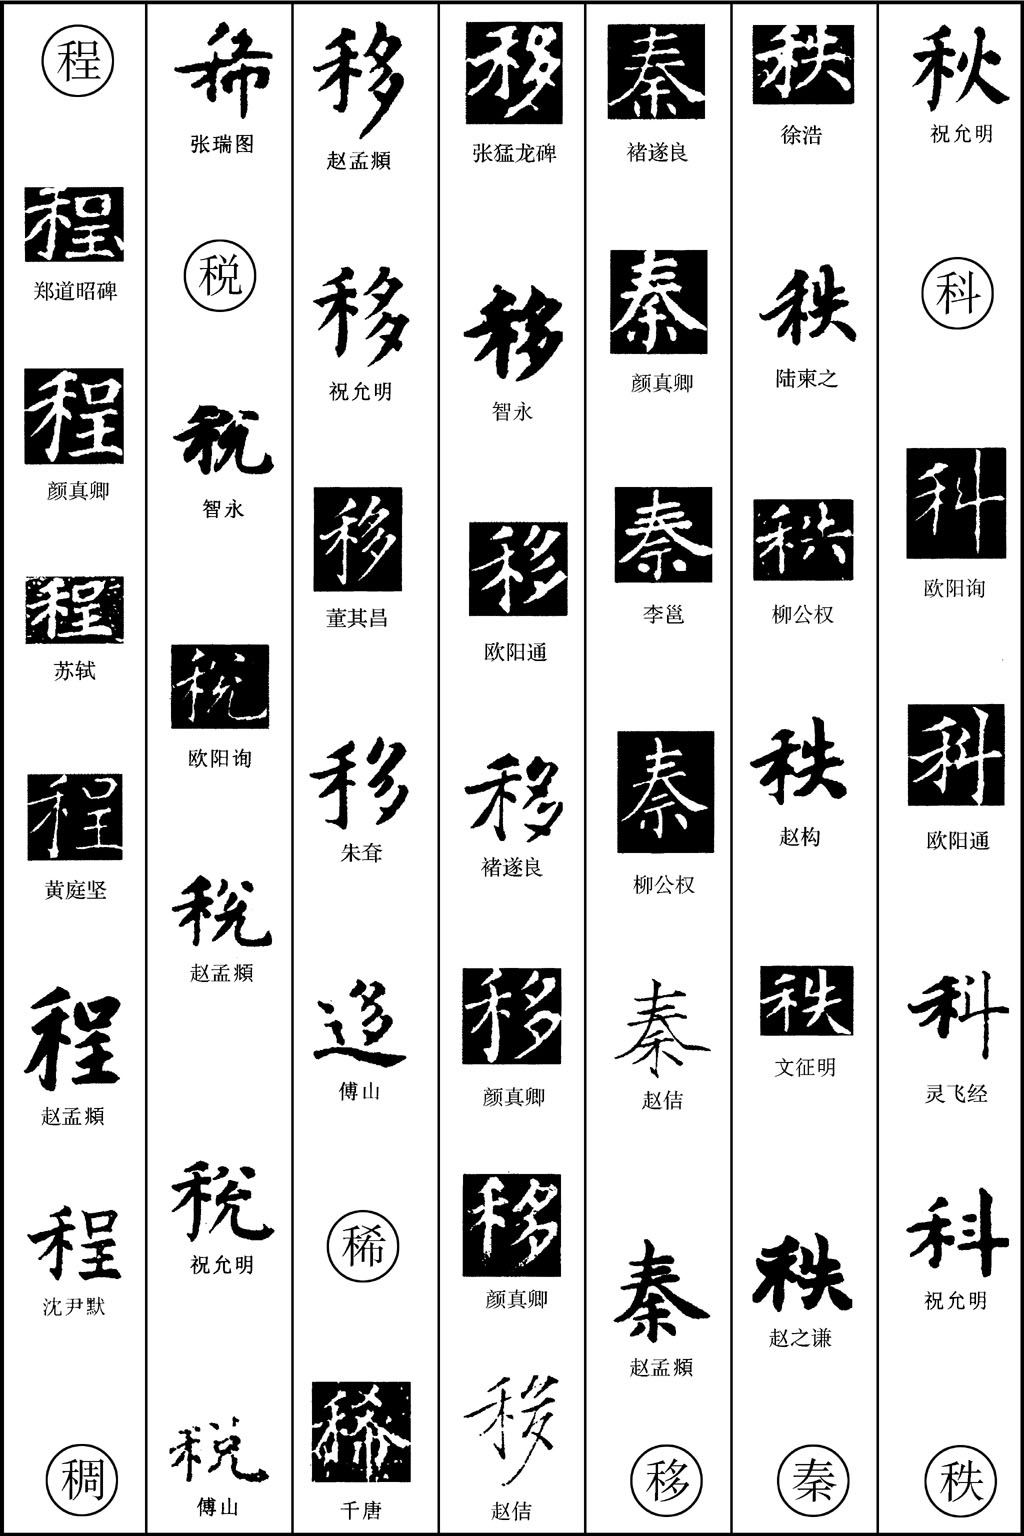 秋
祝允明
科
科
欧阳询
科
欧阳通
科
灵飞经
科
祝允明
秩
秩
徐浩
秩
陆柬之
秩
柳公权
秩
赵构
秩
文征明
秩
赵之谦
秦
秦
褚遂良
秦
颜真卿
秦
李邕
秦
柳公权
秦
赵佶
秦
赵孟頫
移
移
张猛龙碑
移
智永
移
欧阳通
移
褚遂良
移
颜真卿
移
颜真卿
移
赵佶
移
赵孟頫
移
祝允明
移
董其昌
移
朱耷
迻
傅山
稀
稀
千唐
稀
张瑞图
税
税
智永
税
欧阳询
税
赵孟頫
税
祝允明
税
傅山
程
程
郑道昭碑
程
颜真卿
程
苏轼
程
黄庭坚
程
赵孟頫
程
沈尹默
稠